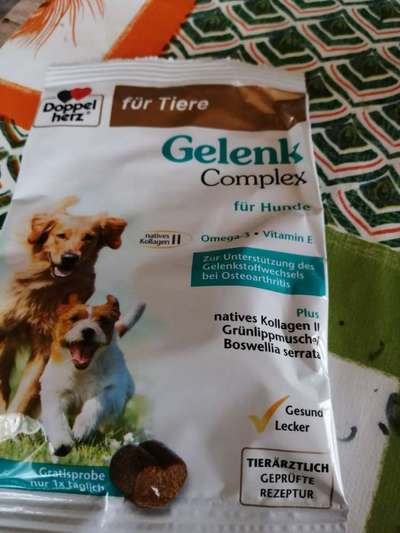 Doppel
herz
für Tiere
Gelenk
Complex
für Hunde
natives
Kollagen II
Omega-3 • Vitamin E
Zur Unterstützung des
Gelenkstoffwechsels
bei Osteoarthritis
Plus
natives Kollagen II
Grünlippmuschel
Boswellia serrata
Gesund
Lecker
Gratisprobe
nur 1x täglich
TIERÄRZTLICH
GEPRÜFTE
REZEPTUR